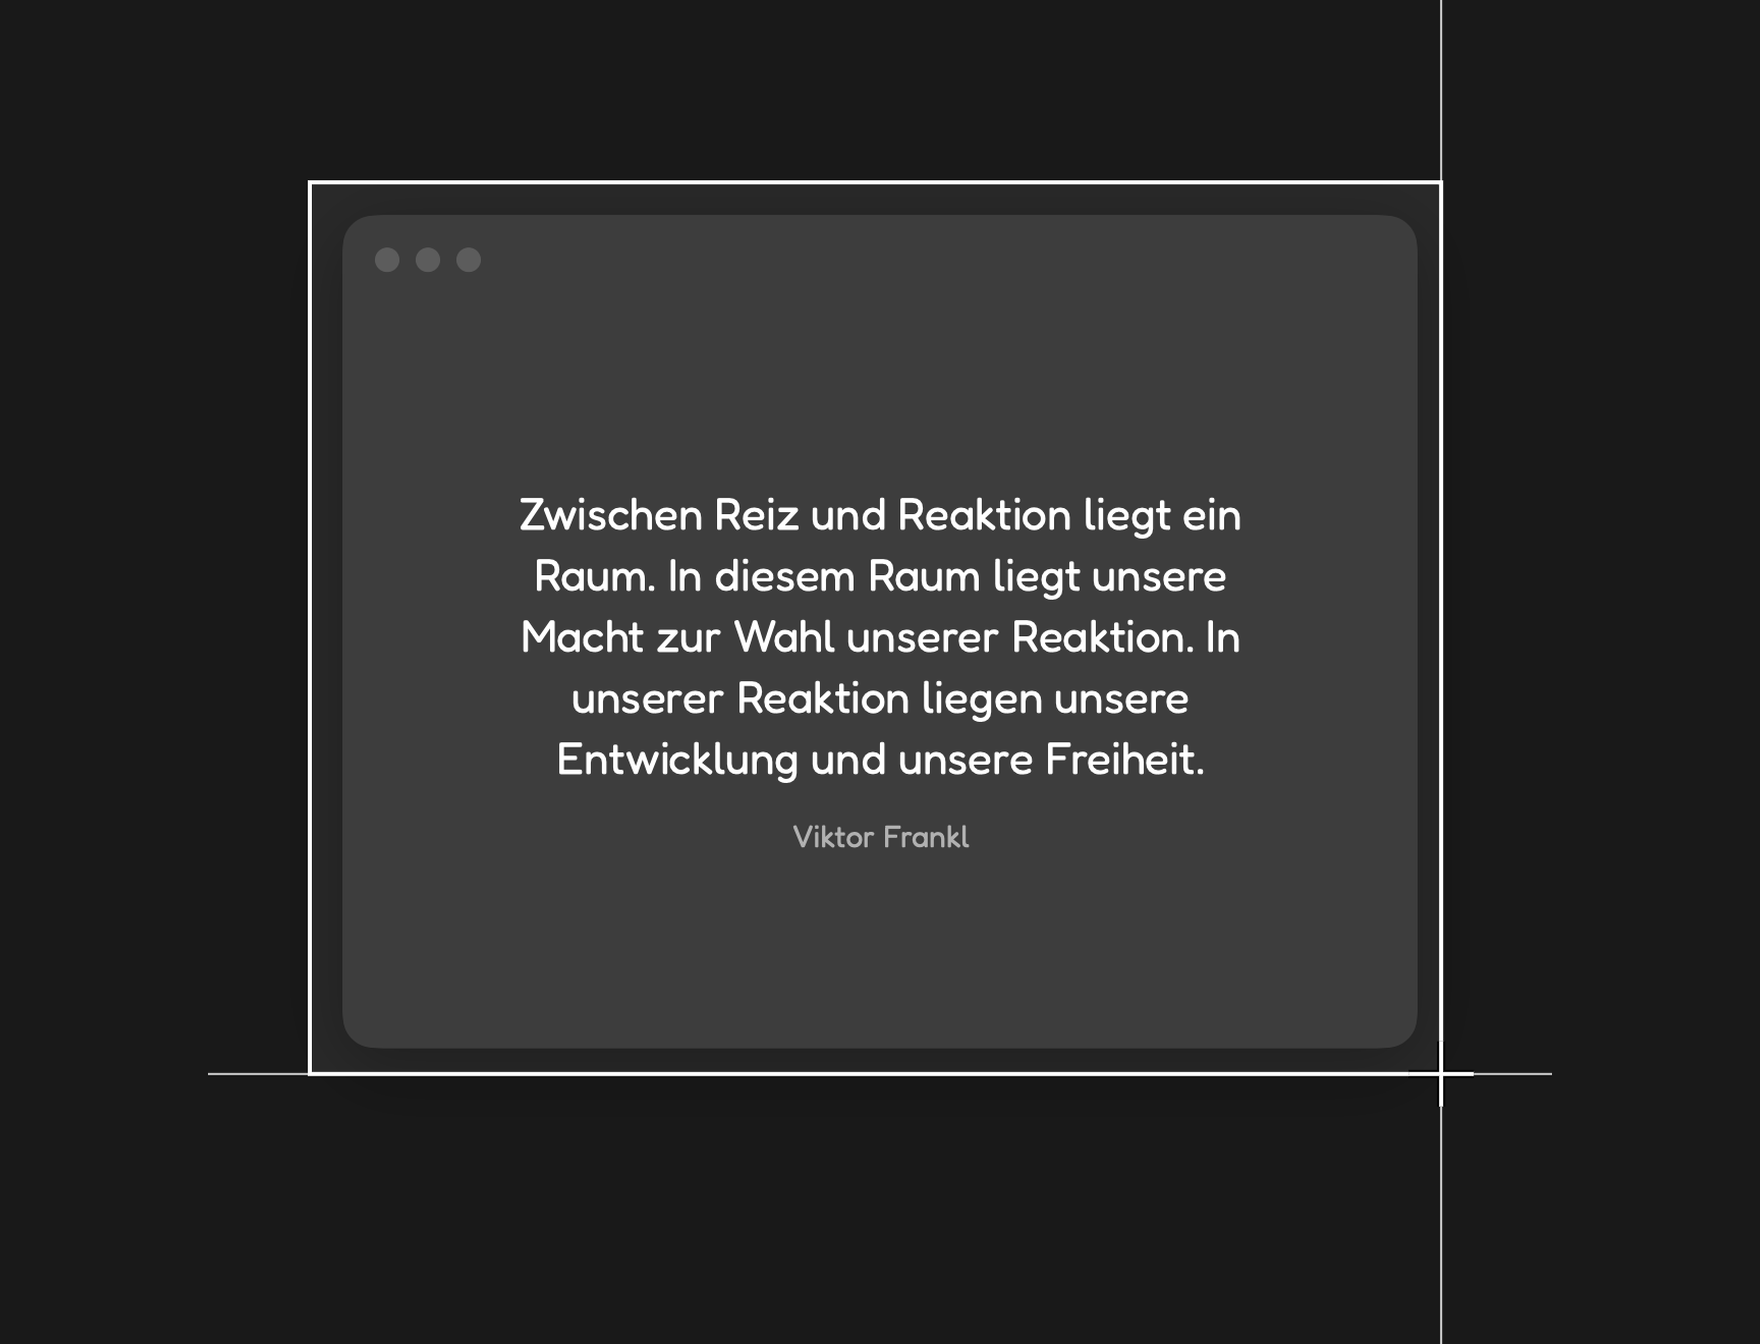 Zwischen Reiz und Reaktion liegt ein
Raum. In diesem Raum liegt unsere
Macht zur Wahl unserer Reaktion. In
unserer Reaktion liegen unsere
Entwicklung und unsere Freiheit.
Viktor Frankl